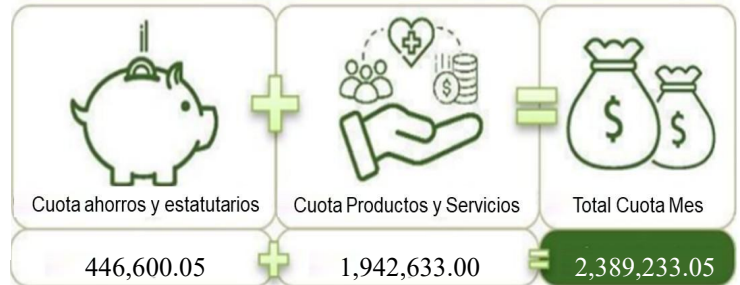 Cuota ahorros y estatutarios
Cuota Productos y Servicios
Total Cuota Mes
446,600.05
1,942,633.00
2,389,233.05